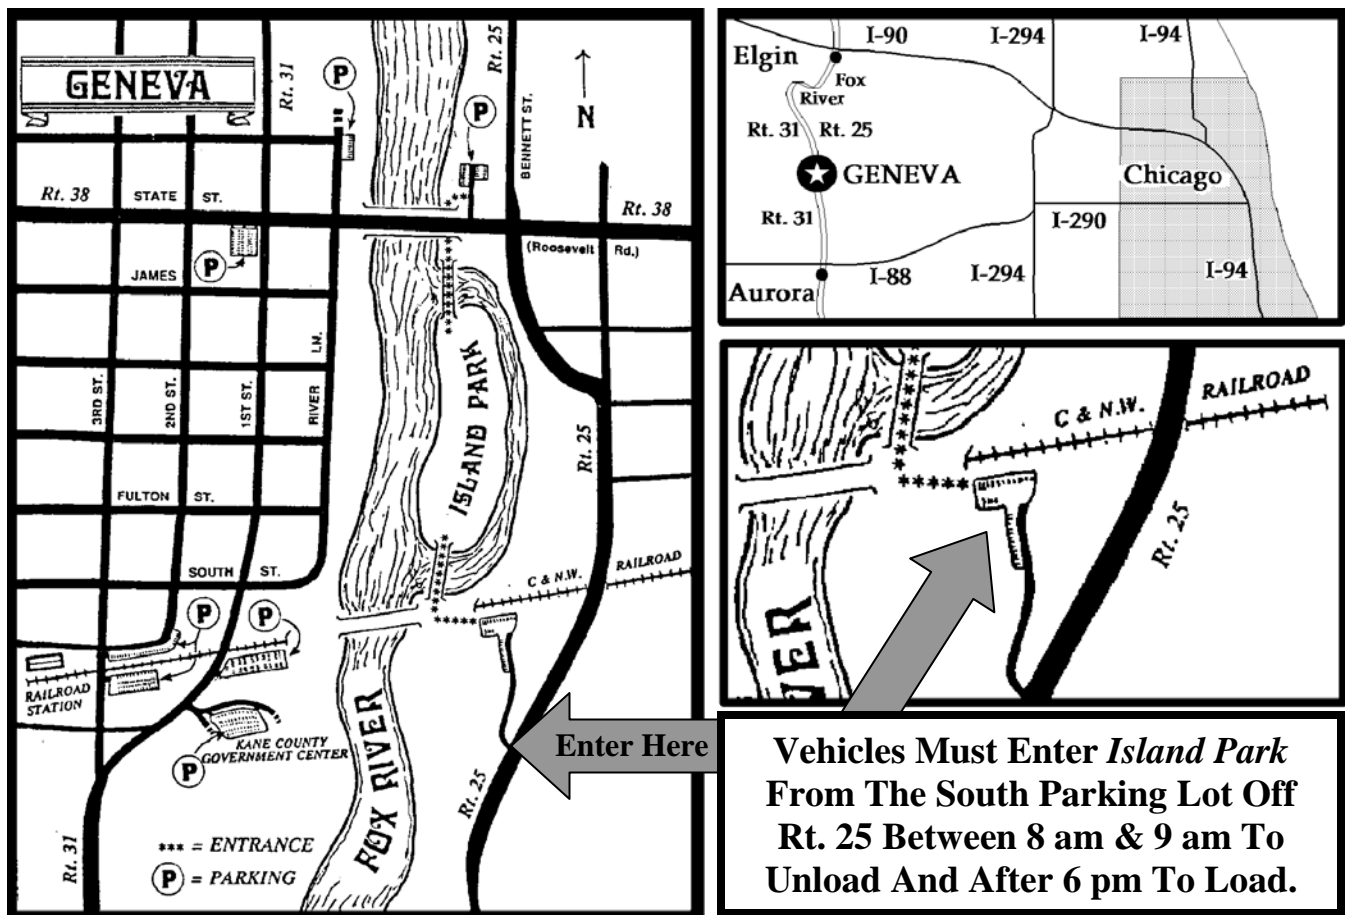 GENEVA
Rt. 31
P
Rt. 25
P
BENNETT ST.
N
Rt. 38
STATE ST.
Rt. 38
(Roosevelt Rd.)
P
JAMES
3RD ST.
2ND ST.
1ST ST.
RIVER LN.
ISLAND PARK
Rt. 25
FULTON ST.
SOUTH ST.
C & N.W. RAILROAD
P
P
RAILROAD
STATION
KANE COUNTY
GOVERNMENT CENTER
P
FOX RIVER
Rt. 25
Rt. 31
*** = ENTRANCE
P = PARKING
Enter Here
I-90
I-294
I-94
Elgin
Fox
River
Rt. 31
Rt. 25
GENEVA
Chicago
Rt. 31
I-290
I-88
I-294
I-94
Aurora
C & N.W. RAILROAD
Rt. 25
VER
Vehicles Must Enter Island Park
From The South Parking Lot Off
Rt. 25 Between 8 am & 9 am To
Unload And After 6 pm To Load.